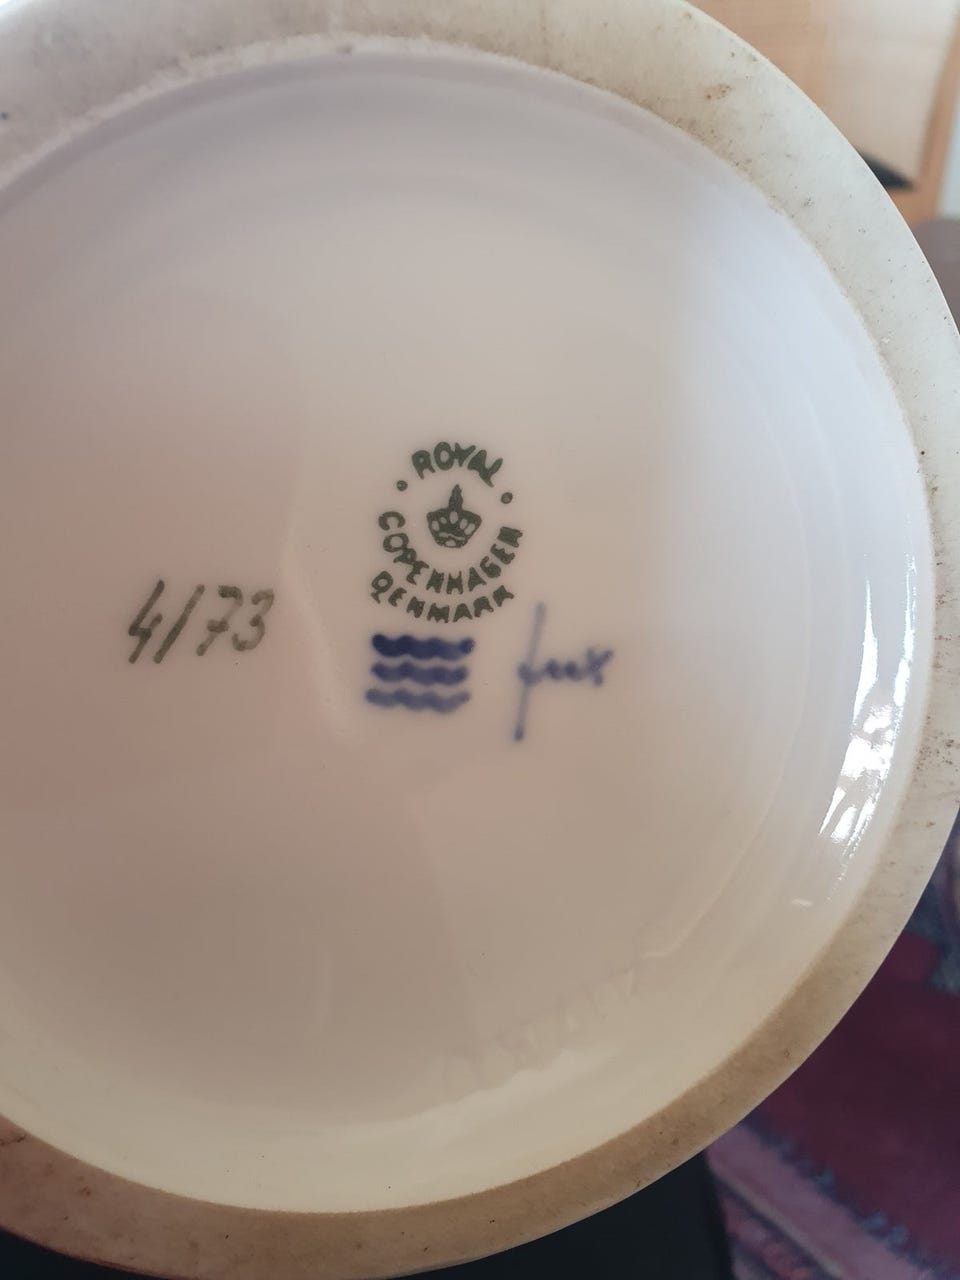 ROYAL
COPENHAGEN
DENMARK
4/73